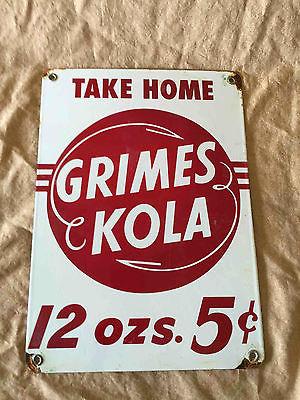 TAKE HOME
GRIMES
KOLA
12 ozs. 5¢